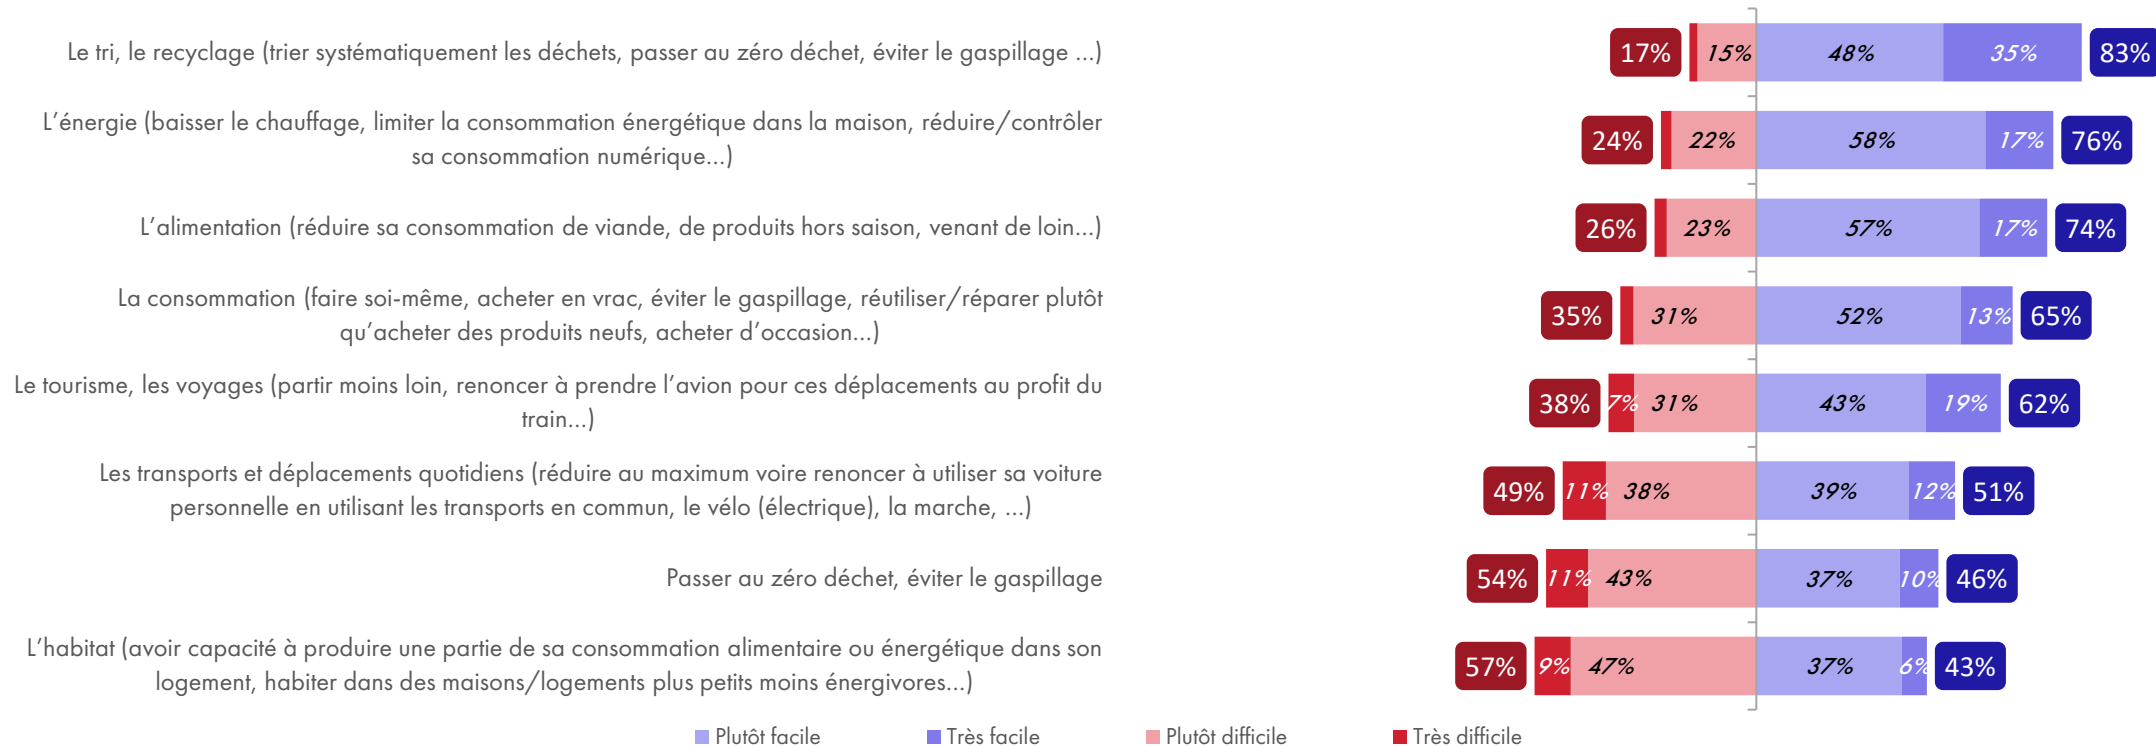 Le tri, le recyclage (trier systématiquement les déchets, passer au zéro déchet, éviter le gaspillage ...)
17% 15% 48% 35% 83%
L'énergie (baisser le chauffage, limiter la consommation énergétique dans la maison, réduire/contrôler
sa consommation numérique...)
24% 22% 58% 17% 76%
L'alimentation (réduire sa consommation de viande, de produits hors saison, venant de loin...)
26% 23% 57% 17% 74%
La consommation (faire soi-même, acheter en vrac, éviter le gaspillage, réutiliser/réparer plutôt
qu'acheter des produits neufs, acheter d'occasion...)
35% 31% 52% 13% 65%
Le tourisme, les voyages (partir moins loin, renoncer à prendre l'avion pour ces déplacements au profit du
train...)
38% 7% 31% 43% 19% 62%
Les transports et déplacements quotidiens (réduire au maximum voire renoncer à utiliser sa voiture
personnelle en utilisant les transports en commun, le vélo (électrique), la marche, ...)
49% 11% 38% 39% 12% 51%
Passer au zéro déchet, éviter le gaspillage
54% 11% 43% 37% 10% 46%
L'habitat (avoir capacité à produire une partie de sa consommation alimentaire ou énergétique dans son
logement, habiter dans des maisons/logements plus petits moins énergivores...)
57% 9% 47% 37% 6% 43%
Plutôt facile Très facile Plutôt difficile Très difficile